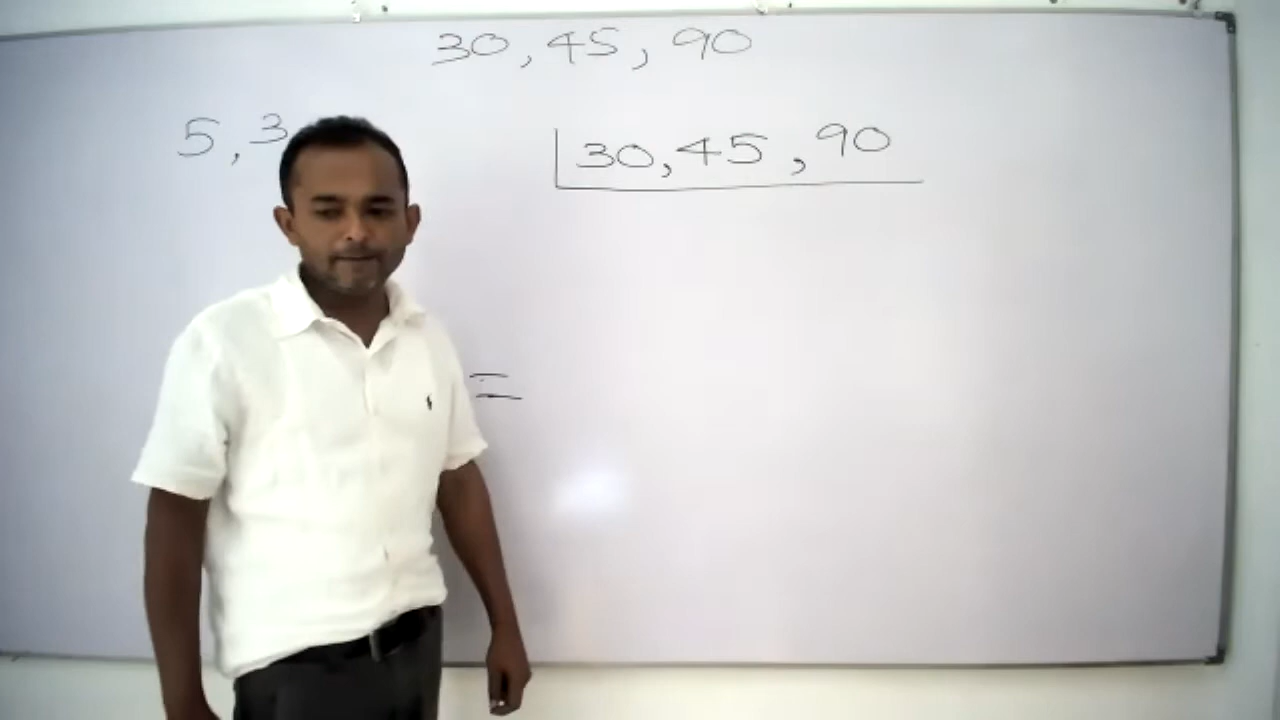 30, 45, 90
5, 3
30, 45, 90
=